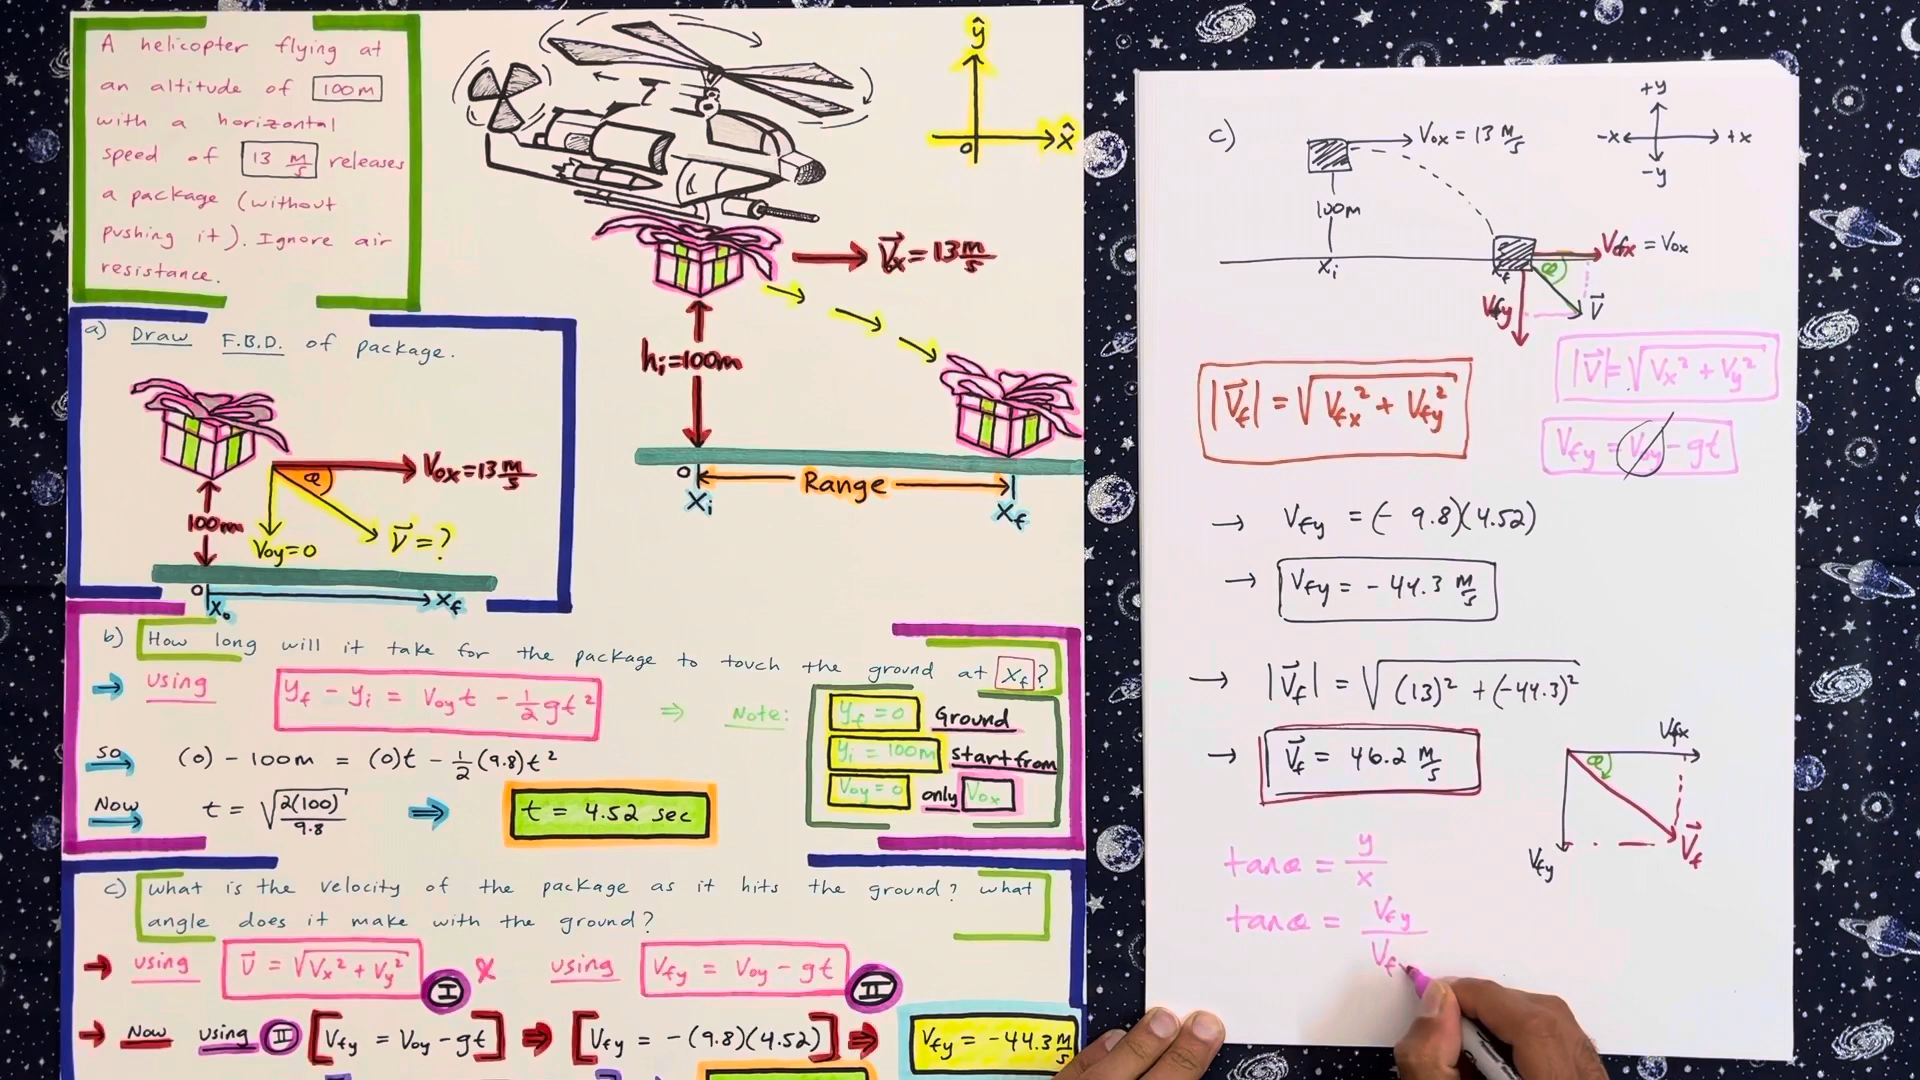 A helicopter flying at
an altitude of 100m
with a horizontal
speed of 13 m/s releases
a package (without
pushing it). Ignore air
resistance.
ŷ
x̂
0
V⃗x = 13 m/s
hᵢ=100m
0
Range
Xᵢ
Xf
a) Draw F.B.D. of package.
Vox = 13 m/s
θ
100m
Voy = 0
V⃗ = ?
0
X₀
Xf
b) How long will it take for the package to touch the ground at Xf?
using
yf - yᵢ = Voy t - 1/2 gt²
⇒ Note:
yf = 0 Ground
yᵢ = 100m start from
Voy = 0 only Vox
so (0) - 100m = (0)t - 1/2 (9.8)t²
Now t = √2(100)/9.8 ⇒ t = 4.52 sec
c) what is the velocity of the package as it hits the ground? what
angle does it make with the ground?
→ using V⃗ = √Vx² + Vy² I & using Vfy = Voy - gt II
→ Now using II [Vfy = Voy - gt] ⇒ [Vfy = -(9.8)(4.52)] ⇒ Vfy = -44.3 m/s
c)
Vox = 13 m/s
+y
-x
+x
-y
100m
Xᵢ
Xf
Vfx = Vox
θ
Vfy
V⃗
|V⃗f| = √Vfx² + Vfy²
|V⃗| = √Vx² + Vy²
Vfy = Voy - gt
→ Vfy = (- 9.8)(4.52)
→ Vfy = - 44.3 m/s
→ |V⃗f| = √(13)² + (-44.3)²
→ V⃗f = 46.2 m/s
Vfx
θ
Vfy
V⃗f
tanθ = y/x
tanθ = Vfy/Vf